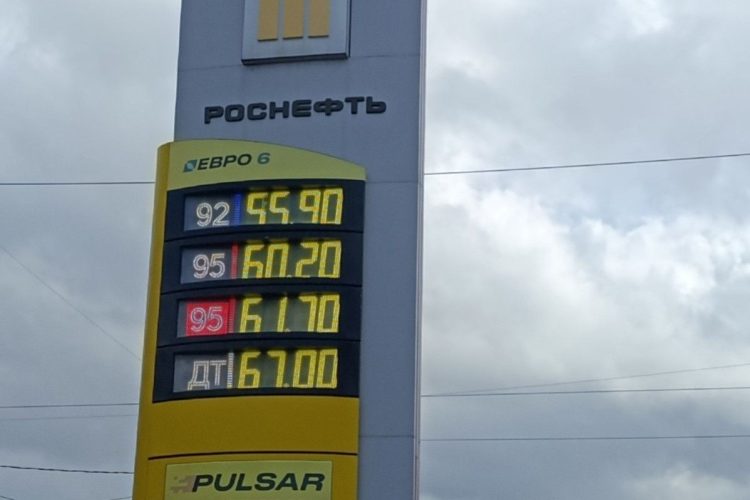 РОСНЕФТЬ
ЕВРО 6
92 55.90
95 60.20
95 61.70
ДТ 67.00
PULSAR